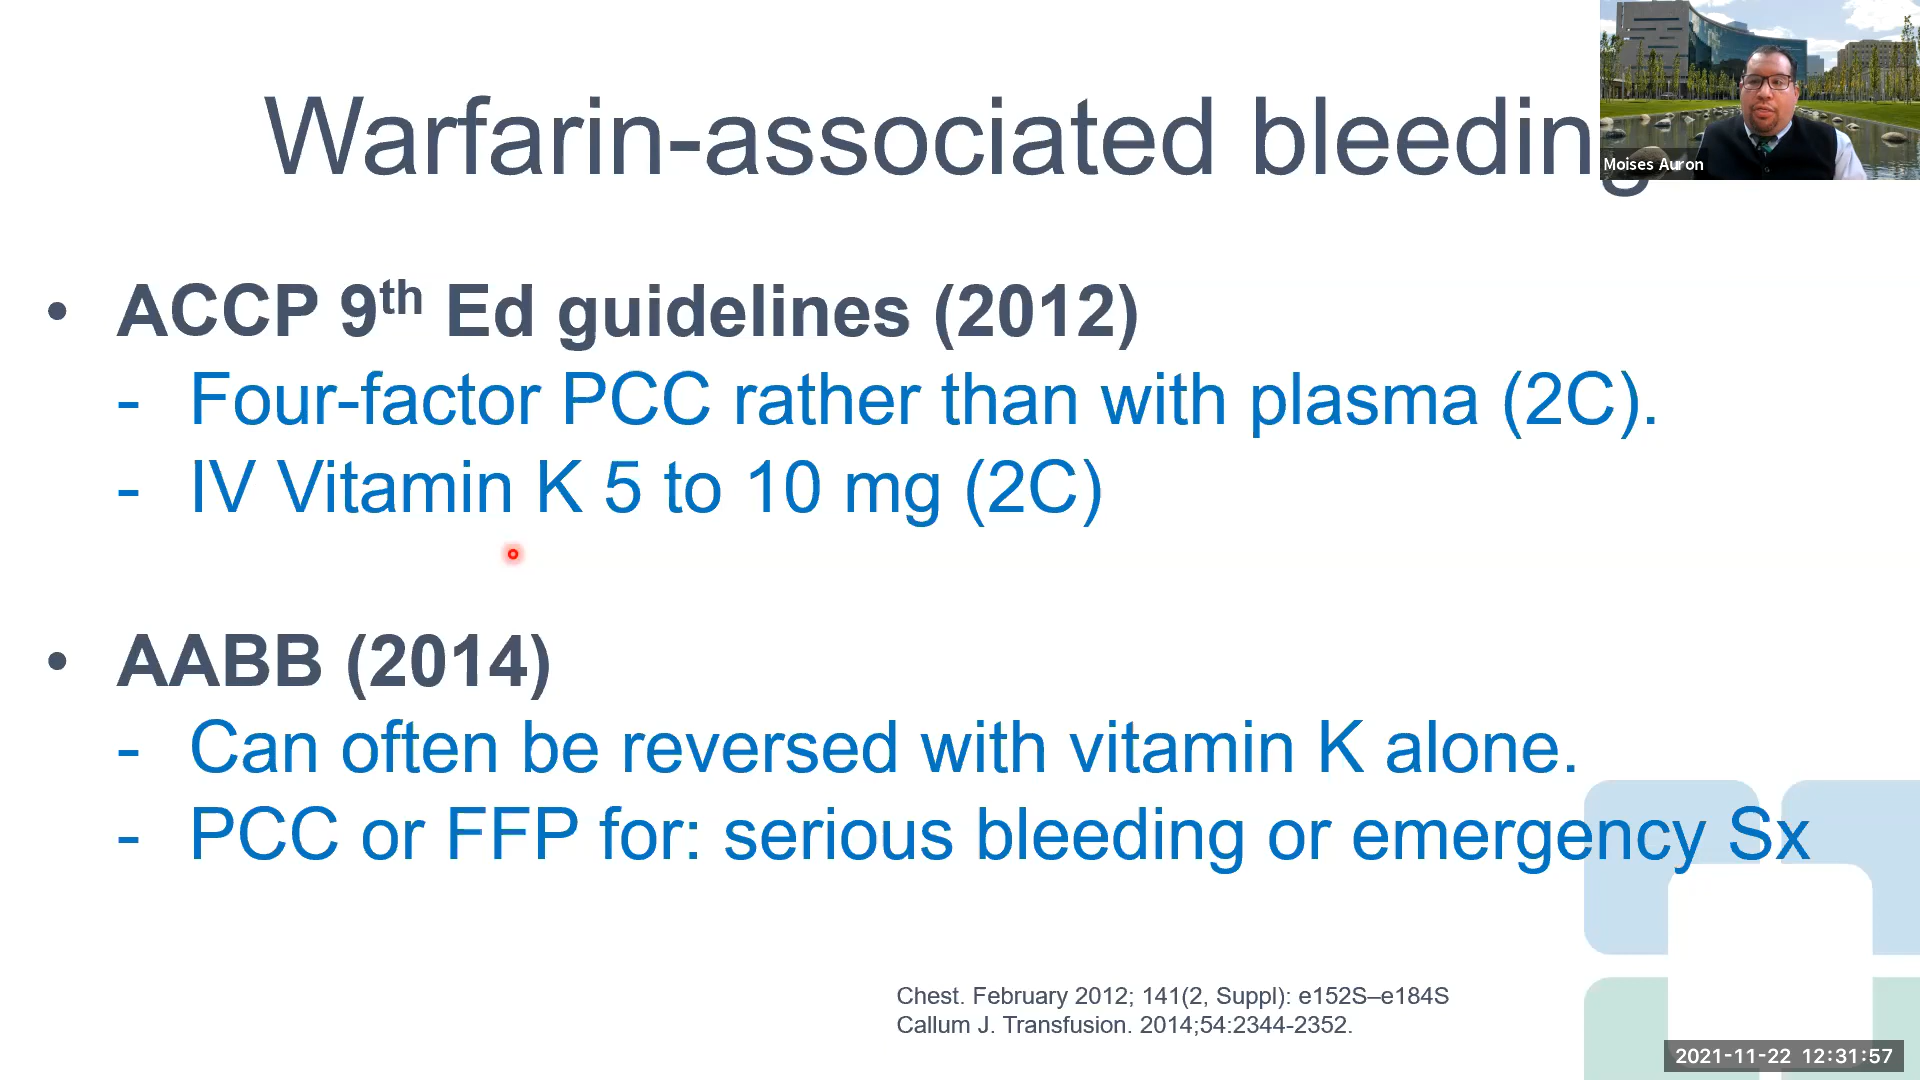 Warfarin-associated bleeding
Moises Auron
• ACCP 9th Ed guidelines (2012)
- Four-factor PCC rather than with plasma (2C).
- IV Vitamin K 5 to 10 mg (2C)
• AABB (2014)
- Can often be reversed with vitamin K alone.
- PCC or FFP for: serious bleeding or emergency Sx
Chest. February 2012; 141(2, Suppl): e152S–e184S
Callum J. Transfusion. 2014;54:2344-2352.
2021-11-22 12:31:57